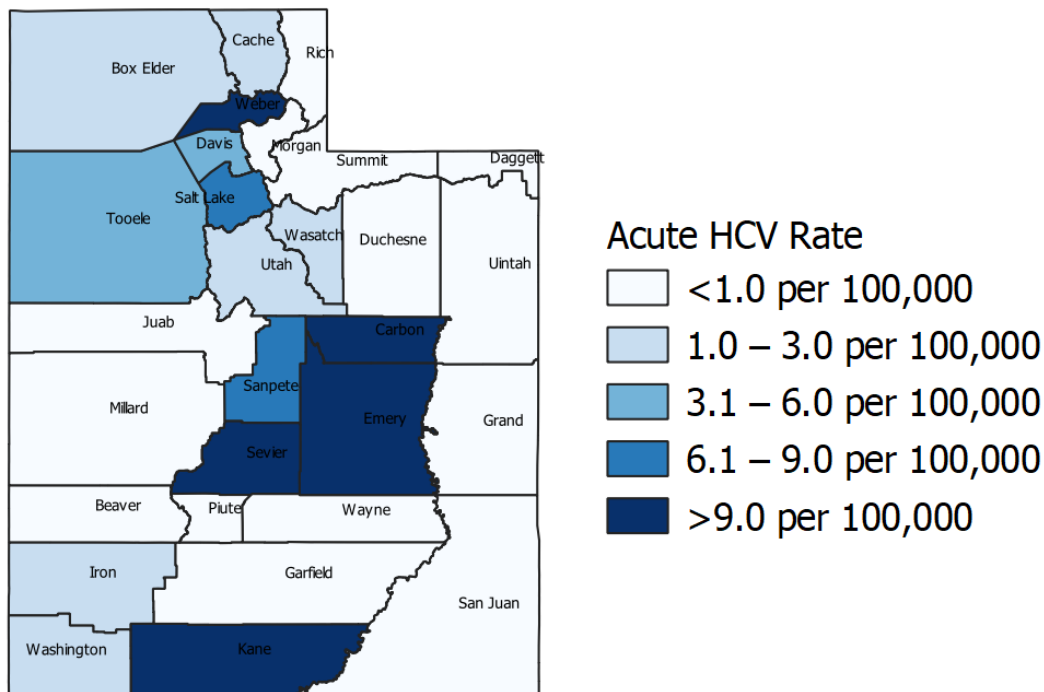 Cache
Rich
Box Elder
Weber
Davis
Morgan
Summit
Daggett
Salt Lake
Tooele
Wasatch
Duchesne
Utah
Uintah
Juab
Carbon
Sanpete
Millard
Emery
Grand
Sevier
Beaver
Piute
Wayne
Iron
Garfield
San Juan
Washington
Kane
Acute HCV Rate
<1.0 per 100,000
1.0 – 3.0 per 100,000
3.1 – 6.0 per 100,000
6.1 – 9.0 per 100,000
>9.0 per 100,000